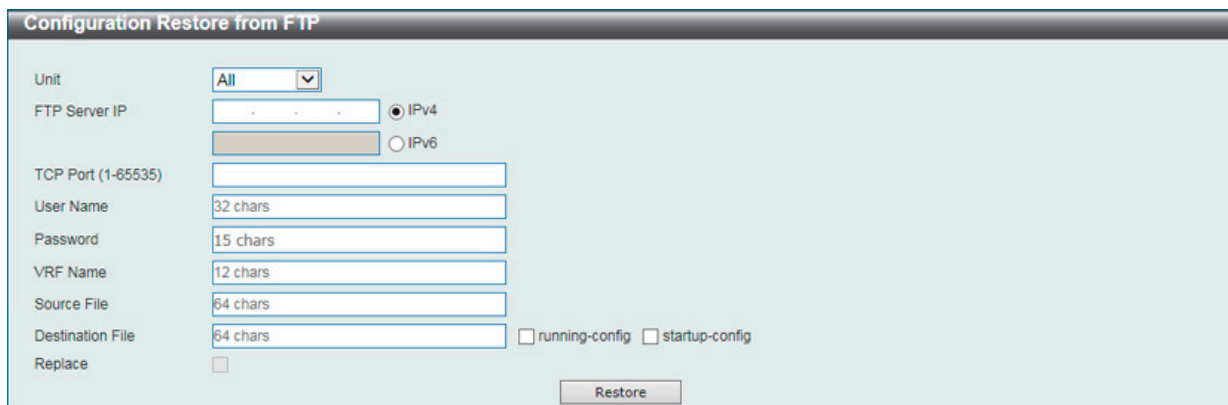 Configuration Restore from FTP
Unit All
FTP Server IP . . . IPv4
IPv6
TCP Port (1-65535)
User Name 32 chars
Password 15 chars
VRF Name 12 chars
Source File 64 chars
Destination File 64 chars running-config startup-config
Replace
Restore